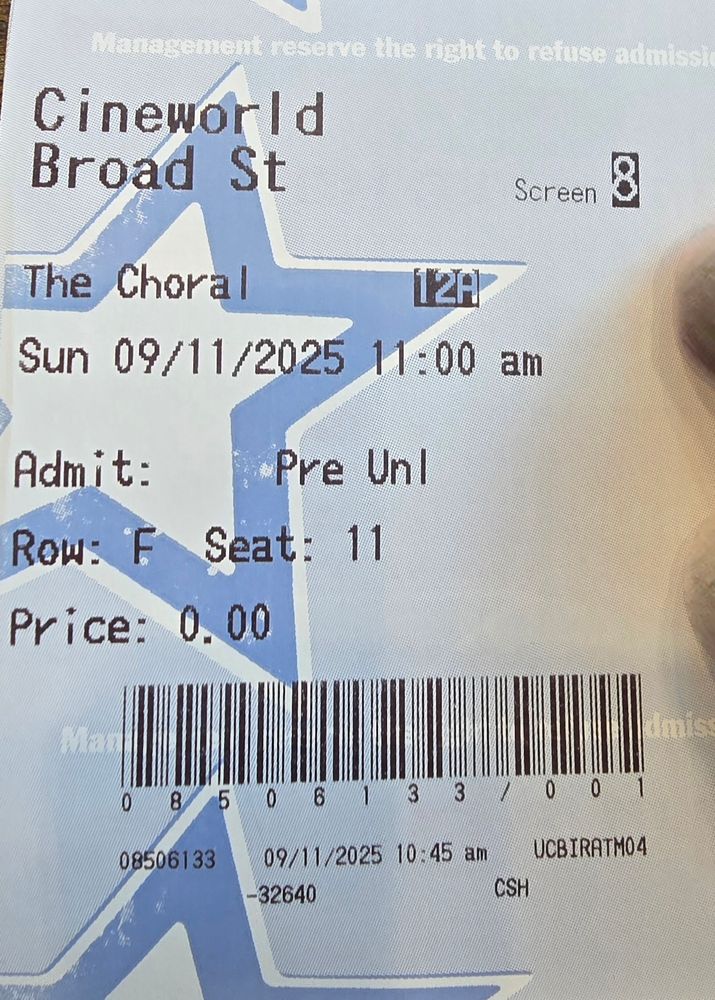 Management reserve the right to refuse admissio
Cineworld
Broad St
Screen 8
The Choral 12A
Sun 09/11/2025 11:00 am
Admit: Pre Unl
Row: F Seat: 11
Price: 0.00
0 8 5 0 6 1 3 3 / 0 0 1
08506133 09/11/2025 10:45 am UCBIRATM04
-32640 CSH